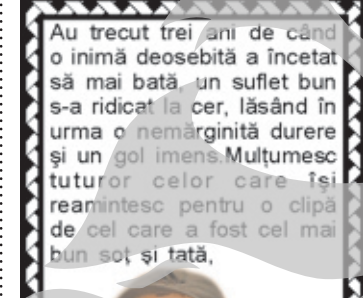 Au trecut trei ani de când
o inimă deosebită a încetat
să mai bată, un suflet bun
s-a ridicat la cer, lăsând în
urma o nemărginită durere
şi un gol imens.Mulţumesc
tuturor celor care îşi
reamintesc pentru o clipă
de cel care a fost cel mai
bun soţ şi tată,